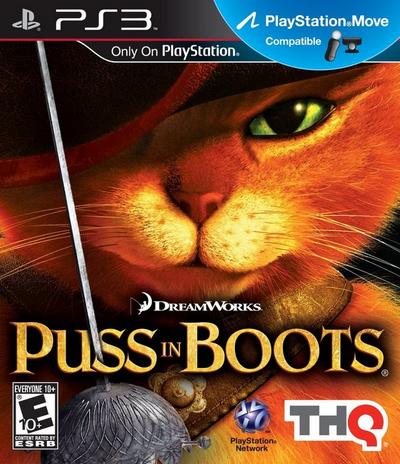 PS3
PlayStation®Move
Compatible
Only On PlayStation®
DREAMWORKS
PUSS IN BOOTS®
EVERYONE 10+
E
10+
CONTENT RATED BY
ESRB
PlayStation®
Network
THQ